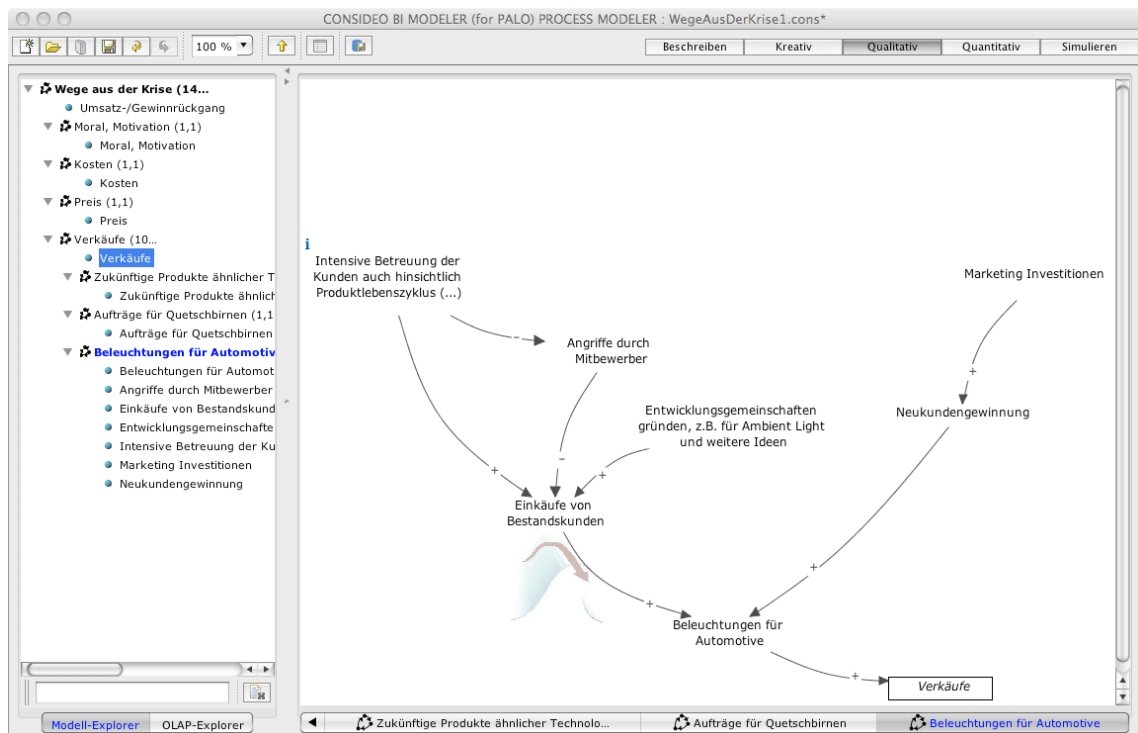 CONSIDEO BI MODELER (for PALO) PROCESS MODELER : WegeAusDerKrise1.cons*
100 %
Beschreiben
Kreativ
Qualitativ
Quantitativ
Simulieren
Wege aus der Krise (14...
Umsatz-/Gewinnrückgang
Moral, Motivation (1,1)
Moral, Motivation
Kosten (1,1)
Kosten
Preis (1,1)
Preis
Verkäufe (10...
Verkäufe
Zukünftige Produkte ähnlicher T
Zukünftige Produkte ähnlich
Aufträge für Quetschbirnen (1,1
Aufträge für Quetschbirnen
Beleuchtungen für Automotiv
Beleuchtungen für Automot
Angriffe durch Mitbewerber
Einkäufe von Bestandskund
Entwicklungsgemeinschafte
Intensive Betreuung der Ku
Marketing Investitionen
Neukundengewinnung
Modell-Explorer
OLAP-Explorer
i
Intensive Betreuung der
Kunden auch hinsichtlich
Produktlebenszyklus (...)
Marketing Investitionen
-
Angriffe durch
Mitbewerber
+
Entwicklungsgemeinschaften
gründen, z.B. für Ambient Light
und weitere Ideen
Neukundengewinnung
+
-
+
Einkäufe von
Bestandskunden
+
+
Beleuchtungen für
Automotive
+
Verkäufe
Zukünftige Produkte ähnlicher Technolo...
Aufträge für Quetschbirnen
Beleuchtungen für Automotive